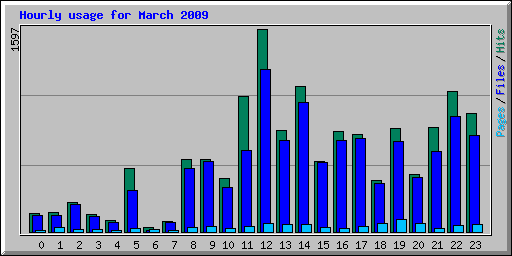 Hourly usage for March 2009
1597
Pages/Files/Hits
0 1 2 3 4 5 6 7 8 9 10 11 12 13 14 15 16 17 18 19 20 21 22 23